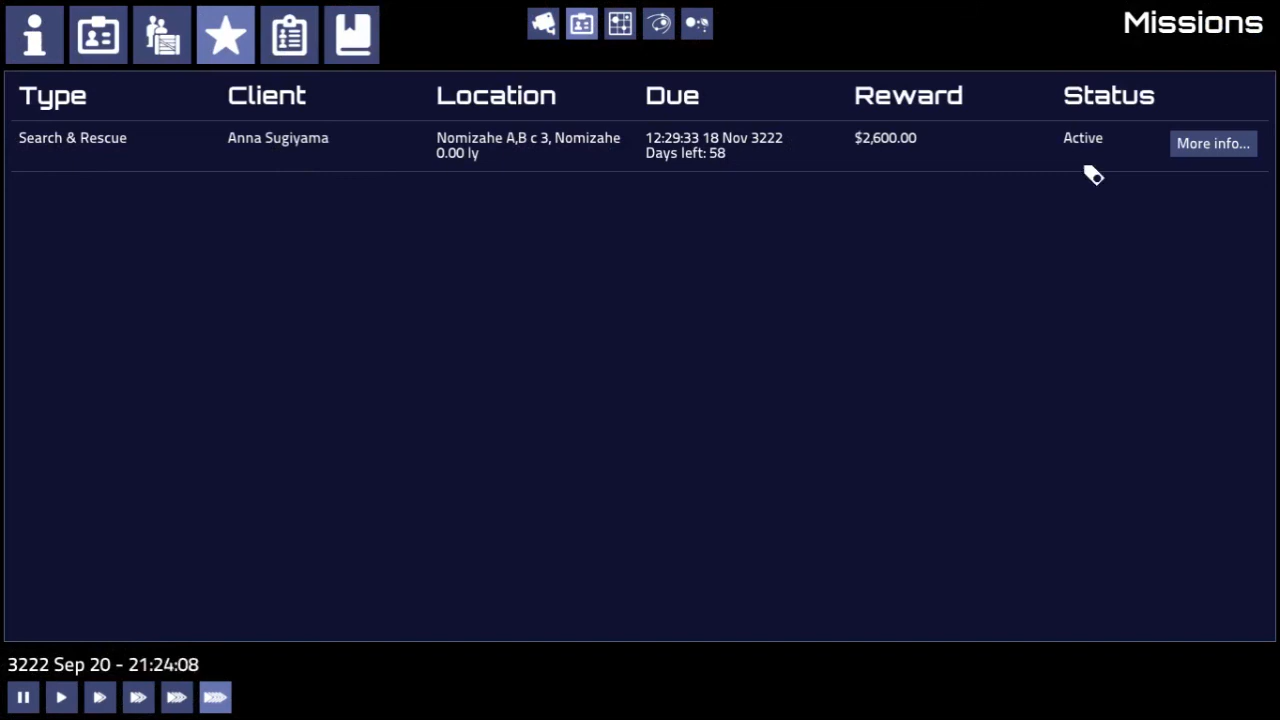 Missions
Type Client Location Due Reward Status
Search & Rescue Anna Sugiyama Nomizahe A,B c 3, Nomizahe 12:29:33 18 Nov 3222 $2,600.00 Active More info...
0.00 ly Days left: 58
3222 Sep 20 - 21:24:08